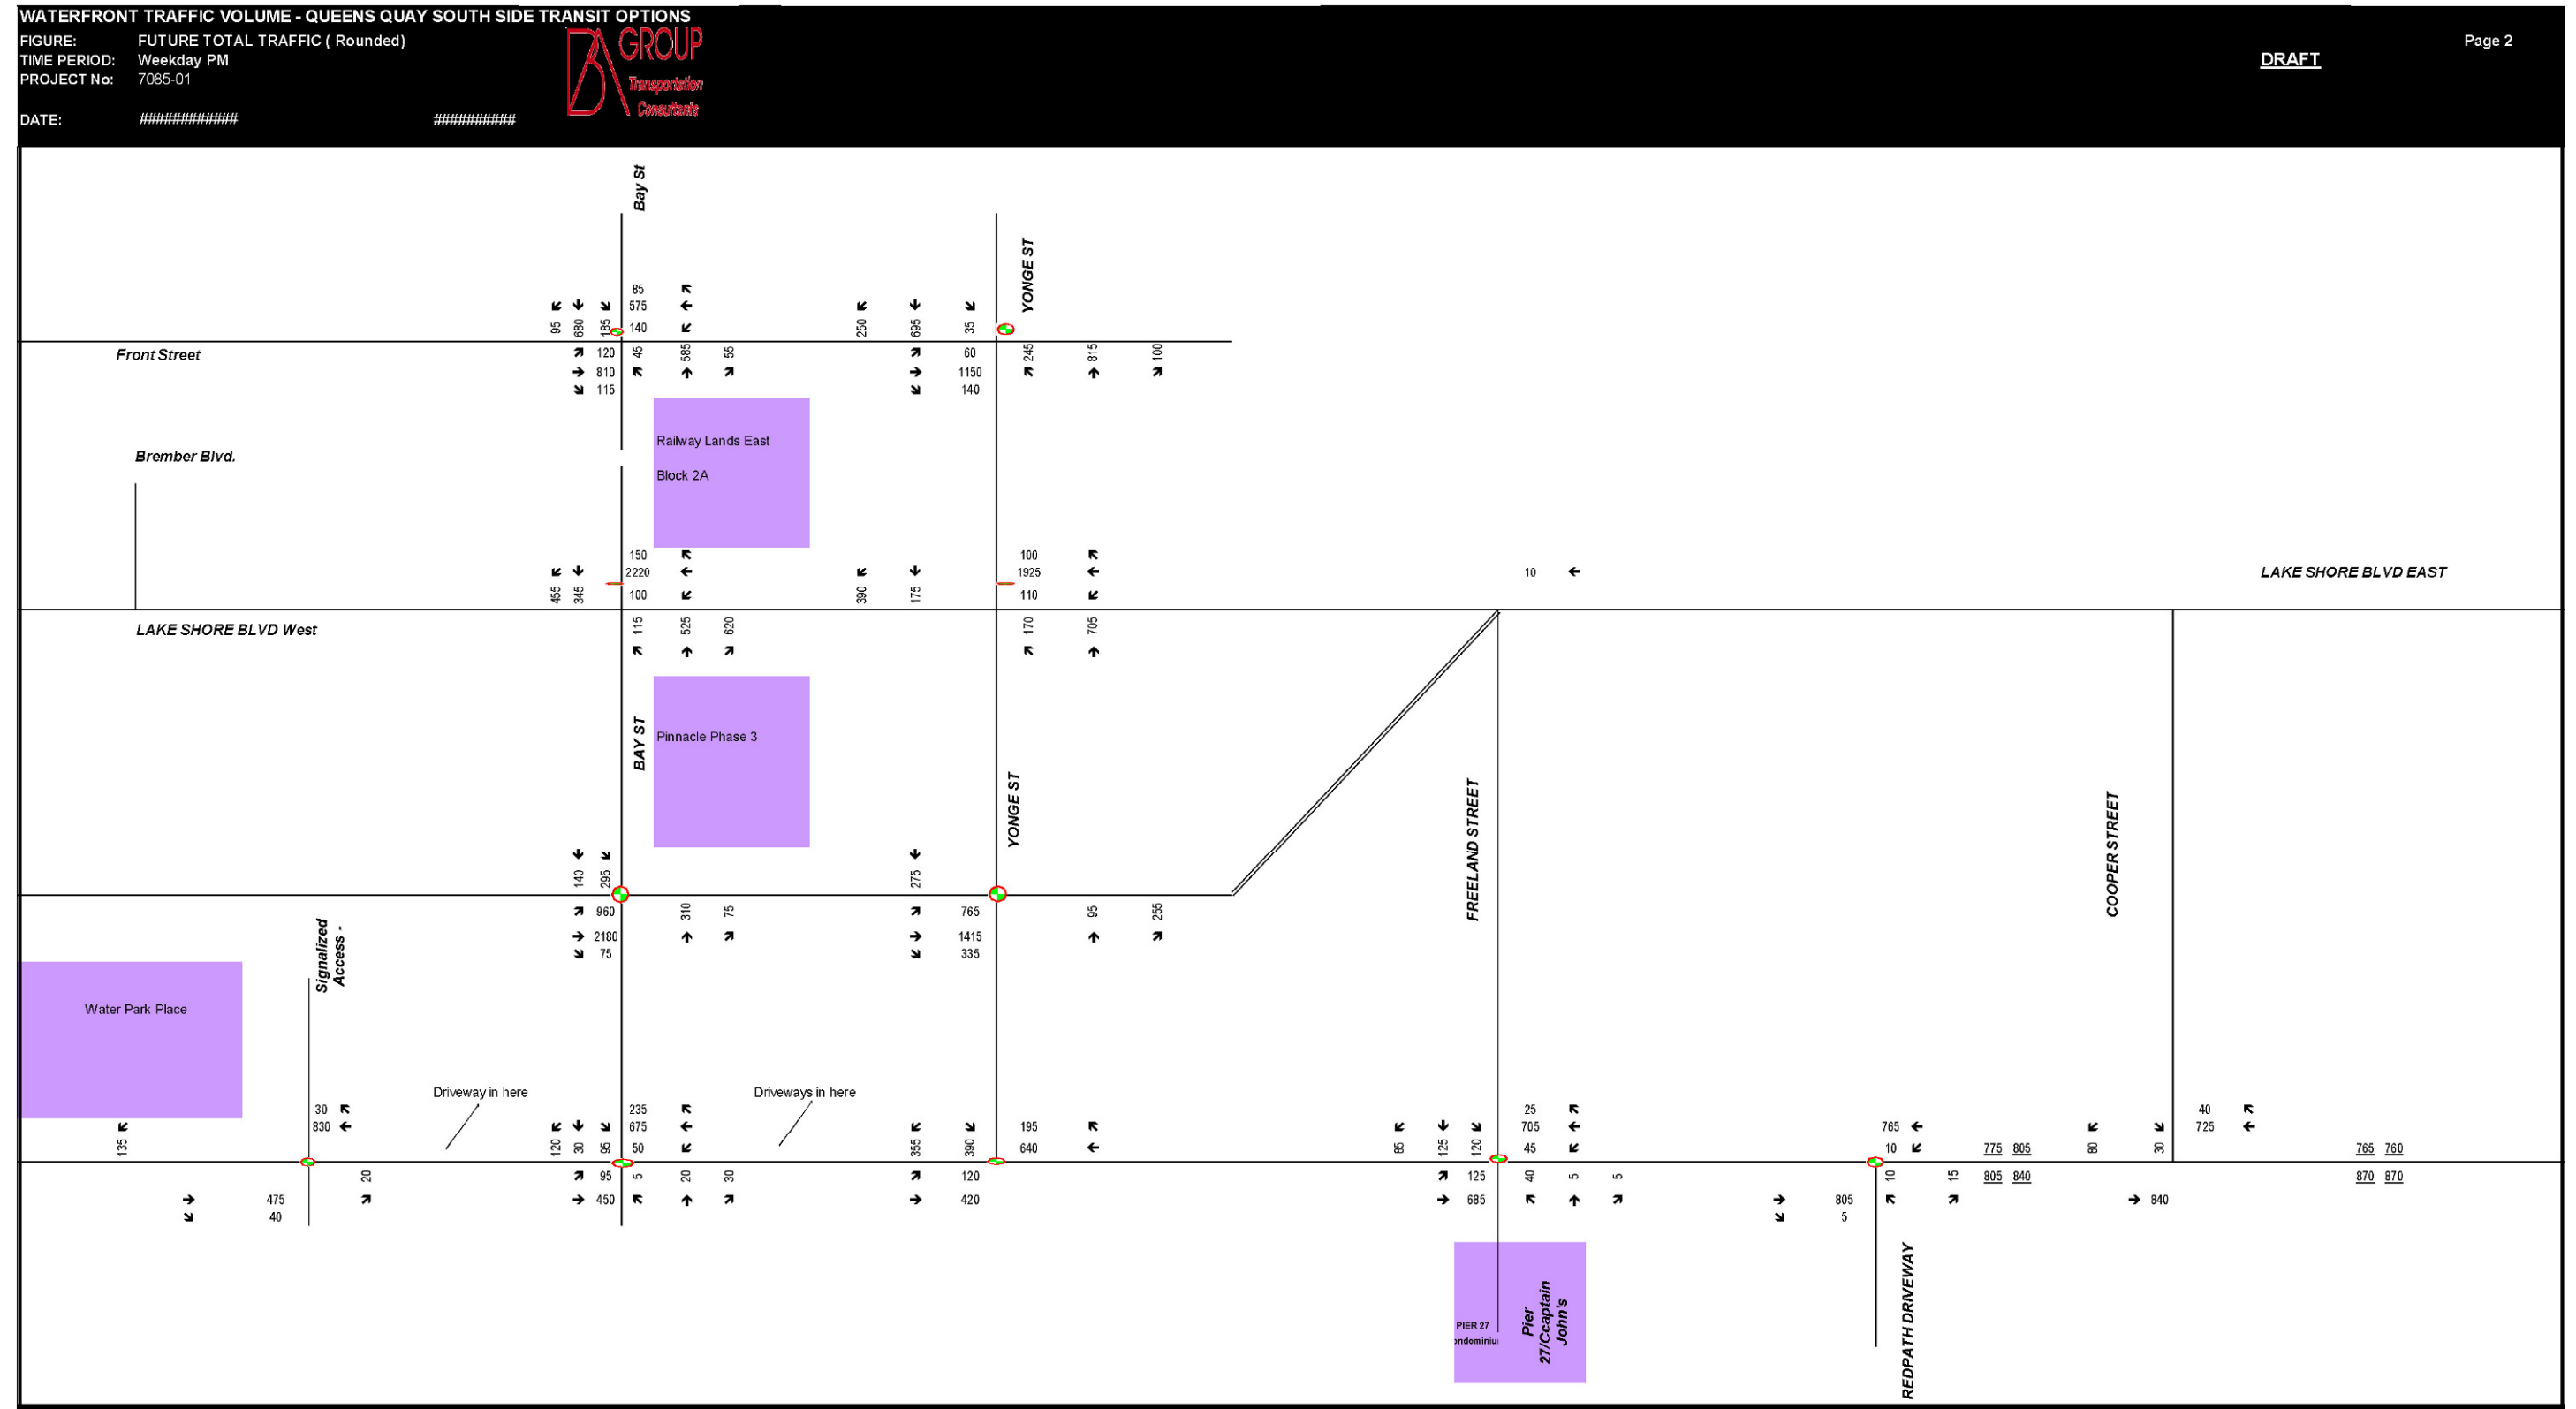 WATERFRONT TRAFFIC VOLUME - QUEENS QUAY SOUTH SIDE TRANSIT OPTIONS
FIGURE: FUTURE TOTAL TRAFFIC ( Rounded)
TIME PERIOD: Weekday PM
PROJECT No: 7085-01
DATE: ############ ##########
BA GROUP
Transportation
Consultants
DRAFT
Page 2
Bay St
YONGE ST
85
575
95 680 185 140 250 695 35
Front Street
120 45 585 55 60 245 815 100
810 1150
115 140
Railway Lands East
Block 2A
Brember Blvd.
150 100
2220 1925 10 LAKE SHORE BLVD EAST
455 345 100 390 175 110
LAKE SHORE BLVD West
115 525 620 170 705
BAY ST
Pinnacle Phase 3
YONGE ST
FREELAND STREET
COOPER STREET
140 295 275
960 310 75 765 95 255
2180 1415
75 335
Signalized
Access -
Water Park Place
Driveway in here
Driveways in here
30 235 25 40
830 675 195 705 765 725
135 120 30 95 50 355 390 640 85 125 120 45 10 775 805 80 30 765 760
20 95 5 20 30 120 125 40 5 5 10 15 805 840 870 870
475 450 420 685 805 840
40 5
PIER 27
ondominiu
Pier
27/Ccaptain
John's
REDPATH DRIVEWAY